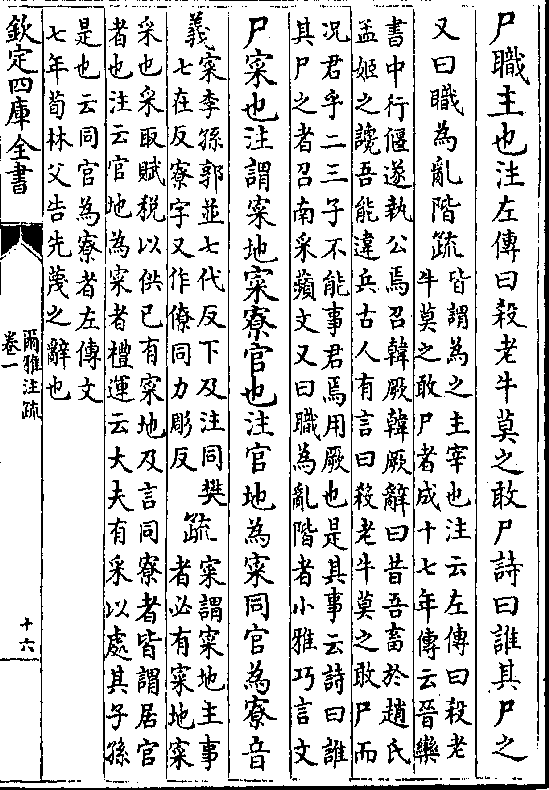 尸職主也注左傳曰殺老牛莫之敢尸詩曰誰其尸之
又曰職為亂階疏
皆謂為之主宰也注云左傳曰殺老
牛莫之敢尸者成十七年傳云晉欒
書中行偃遂執公焉召韓厥韓厥辭曰昔吾畜於趙氏
孟姬之讒吾能違兵古人有言曰殺老牛莫之敢尸而
况君乎二三子不能事君焉用厥也是其事云詩曰誰
其尸之者召南采蘋文又曰職為亂階者小雅巧言文
尸寀也注謂寀地寀寮官也注官地為寀同官為寮音
義
寀李孫郭並七代反下及注同樊
七在反寮字又作僚同力彫反
疏
寀謂寀地主事
者必有寀地寀
采也采取賦稅以供已有寀地及言同寮者皆謂居官
者也注云官地為寀者禮運云大夫有采以處其子孫
是也云同官為寮者左傳文
七年荀林父告先蔑之辭也
欽定四庫全書
爾雅注疏
卷一
十六